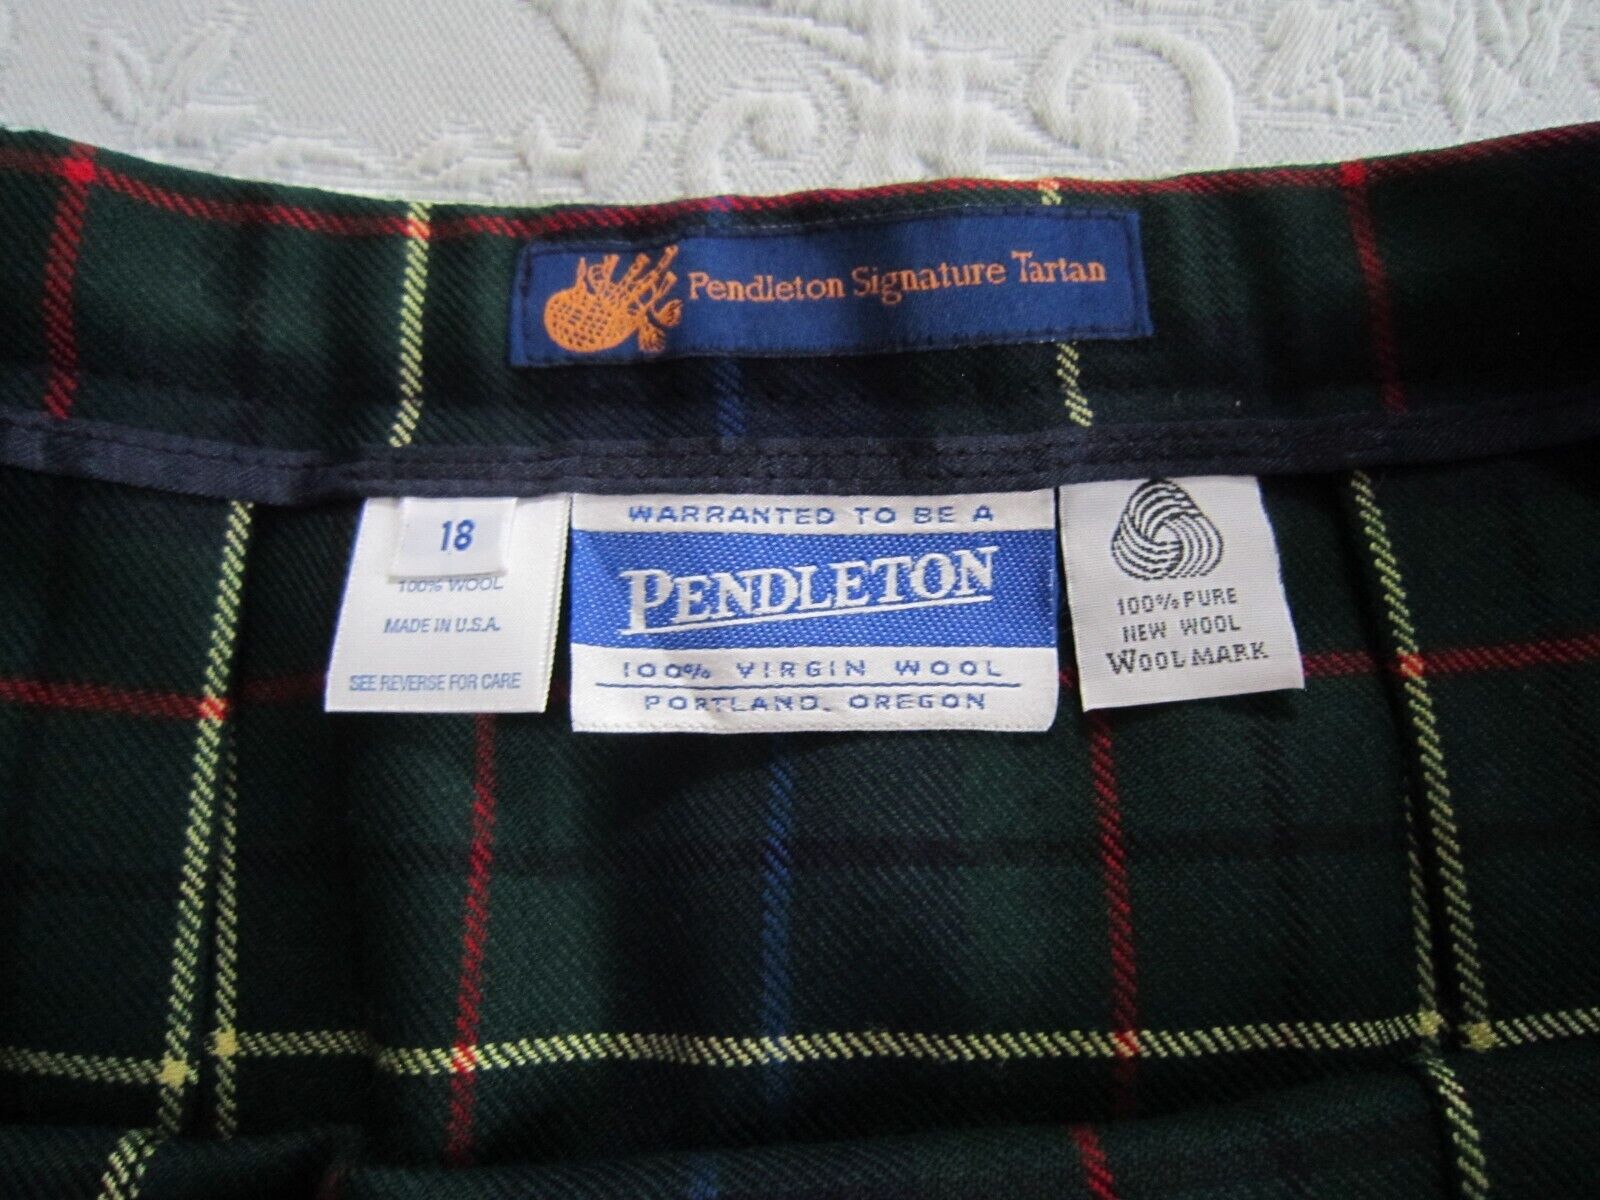 Pendleton Signature Tartan
18
100% WOOL
MADE IN U.S.A.
SEE REVERSE FOR CARE
WARRANTED TO BE A
PENDLETON
100% VIRGIN WOOL
PORTLAND, OREGON
100% PURE
NEW WOOL
WOOLMARK